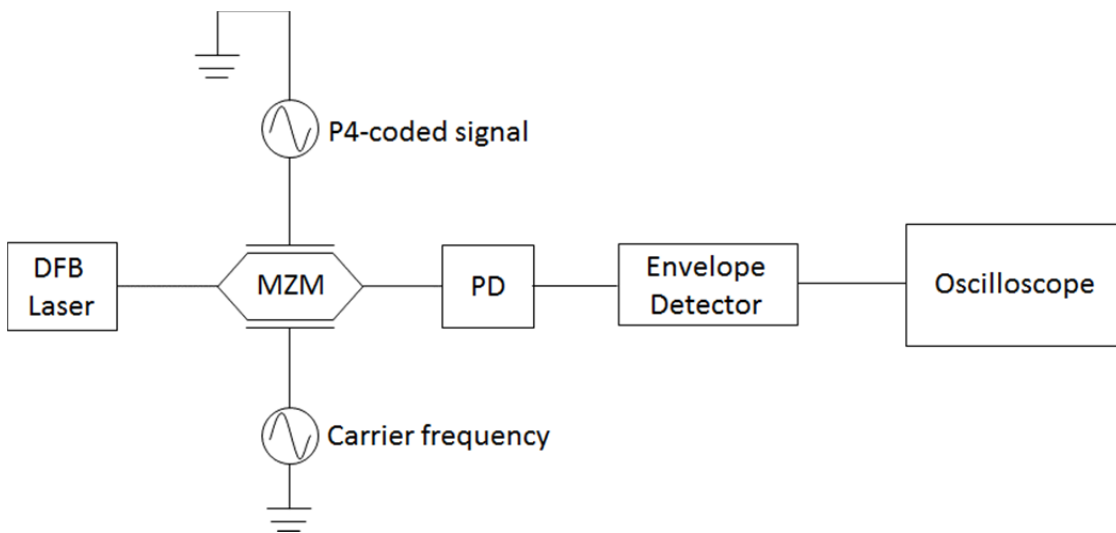 P4-coded signal
DFB
Laser
MZM
PD
Envelope
Detector
Oscilloscope
Carrier frequency